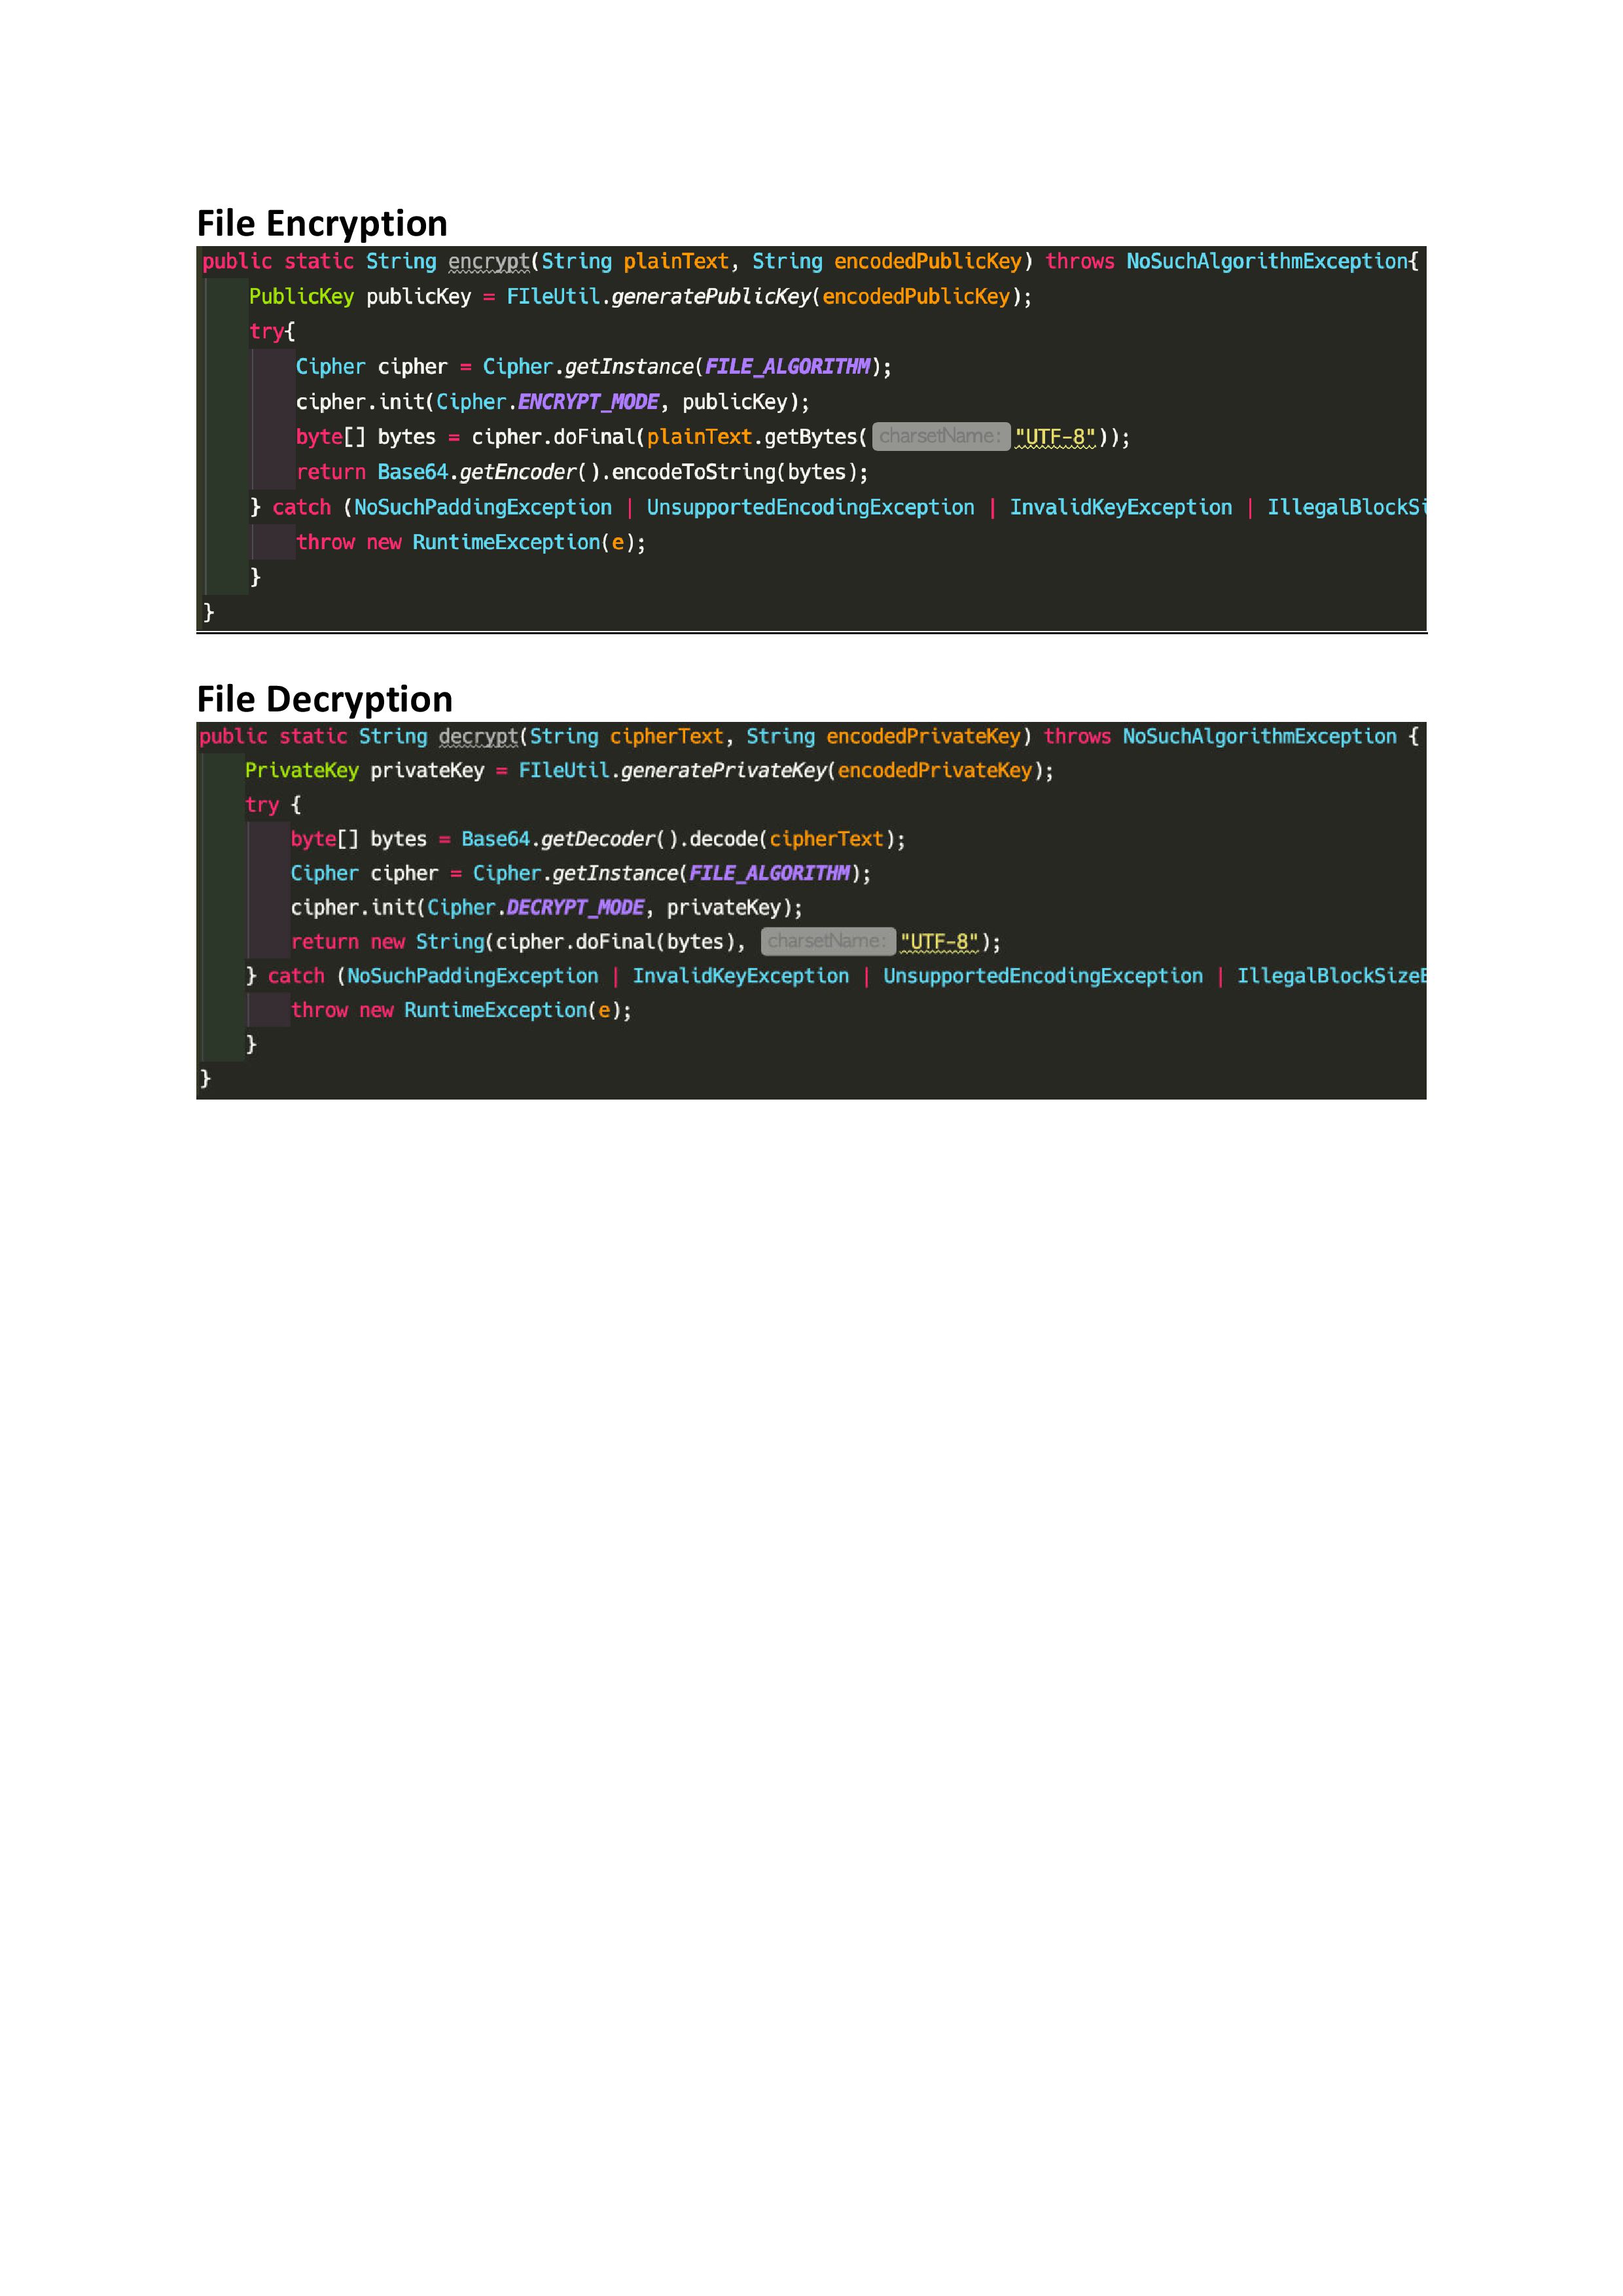 File Encryption
public static String encrypt(String plainText, String encodedPublicKey) throws NoSuchAlgorithmException{
PublicKey publicKey = FIleUtil.generatePublicKey(encodedPublicKey);
try{
Cipher cipher = Cipher.getInstance(FILE_ALGORITHM);
cipher.init(Cipher.ENCRYPT_MODE, publicKey);
byte[] bytes = cipher.doFinal(plainText.getBytes( charsetName: "UTF-8"));
return Base64.getEncoder().encodeToString(bytes);
} catch (NoSuchPaddingException | UnsupportedEncodingException | InvalidKeyException | IllegalBlockSi
throw new RuntimeException(e);
}
}
File Decryption
public static String decrypt(String cipherText, String encodedPrivateKey) throws NoSuchAlgorithmException {
PrivateKey privateKey = FIleUtil.generatePrivateKey(encodedPrivateKey);
try {
byte[] bytes = Base64.getDecoder().decode(cipherText);
Cipher cipher = Cipher.getInstance(FILE_ALGORITHM);
cipher.init(Cipher.DECRYPT_MODE, privateKey);
return new String(cipher.doFinal(bytes), charsetName: "UTF-8");
} catch (NoSuchPaddingException | InvalidKeyException | UnsupportedEncodingException | IllegalBlockSizeE
throw new RuntimeException(e);
}
}